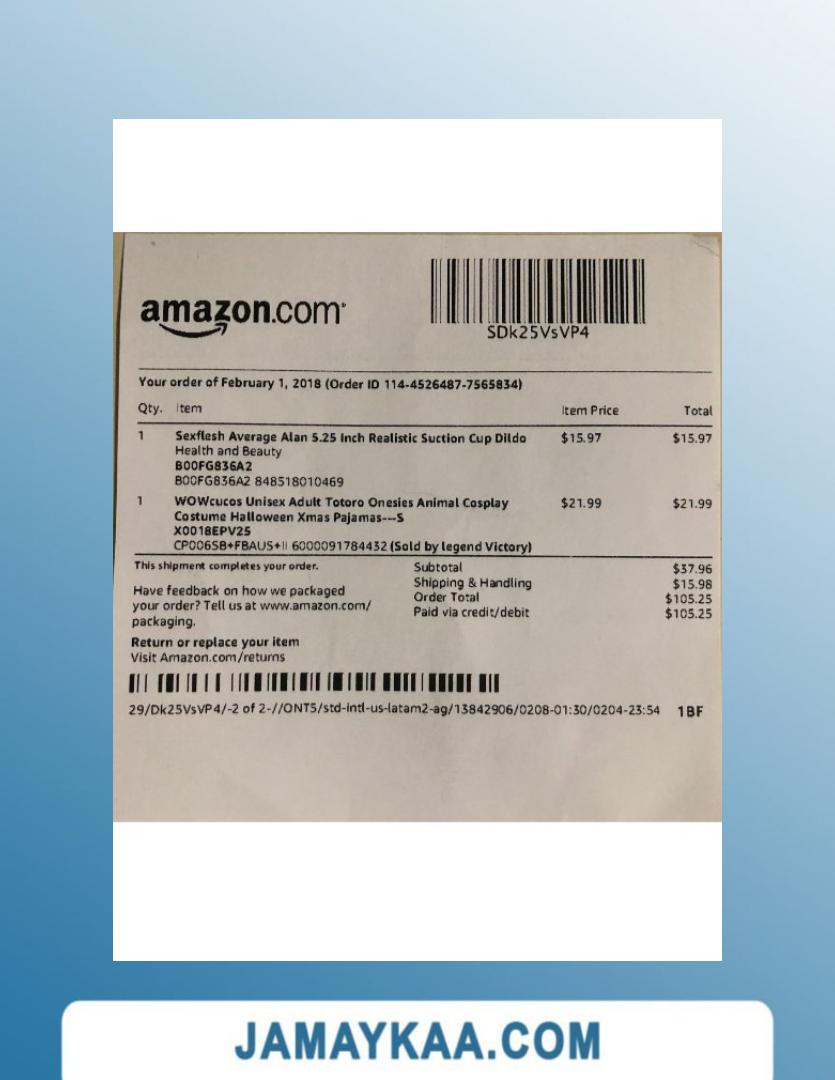 amazon.com
SDk25VsVP4
Your order of February 1, 2018 (Order ID 114-4526487-7565834)
Qty. Item Item Price Total
1 Sexflesh Average Alan 5.25 Inch Realistic Suction Cup Dildo $15.97 $15.97
Health and Beauty
B00FG836A2
B00FG836A2 848518010469
1 WOWcucos Unisex Adult Totoro Onesies Animal Cosplay $21.99 $21.99
Costume Halloween Xmas Pajamas---S
X0018EPV25
CP006SB+FBAUS+II 6000091784432 (Sold by legend Victory)
This shipment completes your order.
Have feedback on how we packaged
your order? Tell us at www.amazon.com/
packaging.
Return or replace your item
Visit Amazon.com/returns
Subtotal $37.96
Shipping & Handling $15.98
Order Total $105.25
Paid via credit/debit $105.25
29/Dk25VsVP4/-2 of 2-//ONT5/std-intl-us-latam2-ag/13842906/0208-01:30/0204-23:54 1BF
JAMAYKAA.COM